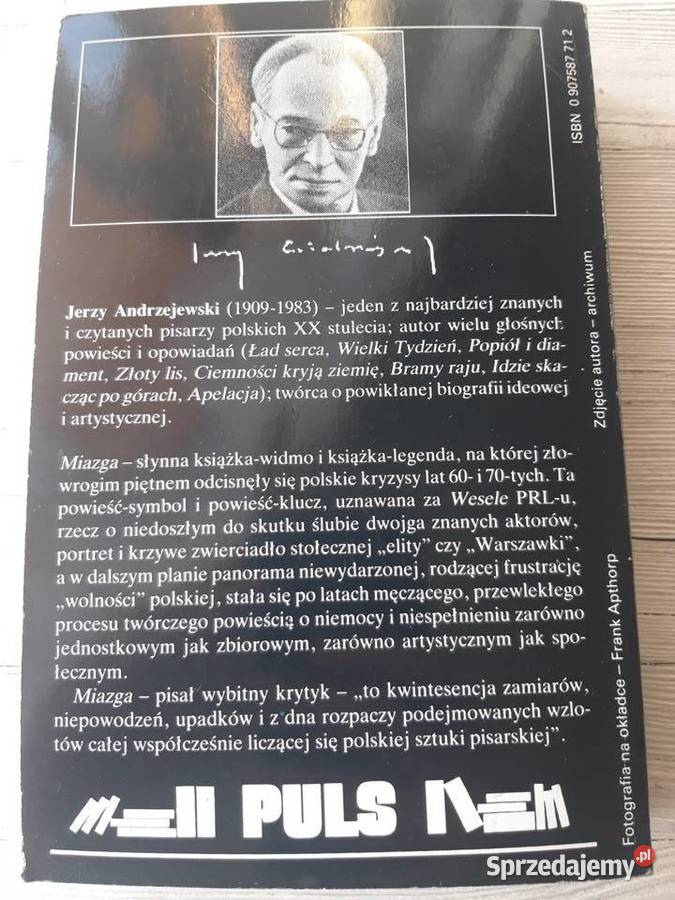 ISBN 0 907587 71 2
Jerzy Andrzejewski
Jerzy Andrzejewski (1909-1983) – jeden z najbardziej znanych
i czytanych pisarzy polskich XX stulecia; autor wielu głośnych
powieści i opowiadań (Ład serca, Wielki Tydzień, Popiół i dia-
ment, Złoty lis, Ciemności kryją ziemię, Bramy raju, Idzie ska-
cząc po górach, Apelacja); twórca o powikłanej biografii ideowej
i artystycznej.
Miazga – słynna książka-widmo i książka-legenda, na której zło-
wrogim piętnem odcisnęły się polskie kryzysy lat 60- i 70-tych. Ta
powieść-symbol i powieść-klucz, uznawana za Wesele PRL-u,
rzecz o niedoszłym do skutku ślubie dwojga znanych aktorów,
portret i krzywe zwierciadło stołecznej „elity” czy „Warszawki”,
a w dalszym planie panorama niewydarzonej, rodzącej frustrację
„wolności” polskiej, stała się po latach męczącego, przewlekłego
procesu twórczego powieścią o niemocy i niespełnieniu zarówno
jednostkowym jak zbiorowym, zarówno artystycznym jak spo-
łecznym.
Miazga – pisał wybitny krytyk – „to kwintesencja zamiarów,
niepowodzeń, upadków i z dna rozpaczy podejmowanych wzlo-
tów całej współcześnie liczącej się polskiej sztuki pisarskiej”.
Zdjęcie autora – archiwum
Fotografia na okładce – Frank Apthorp
PULS
Sprzedajemy.pl